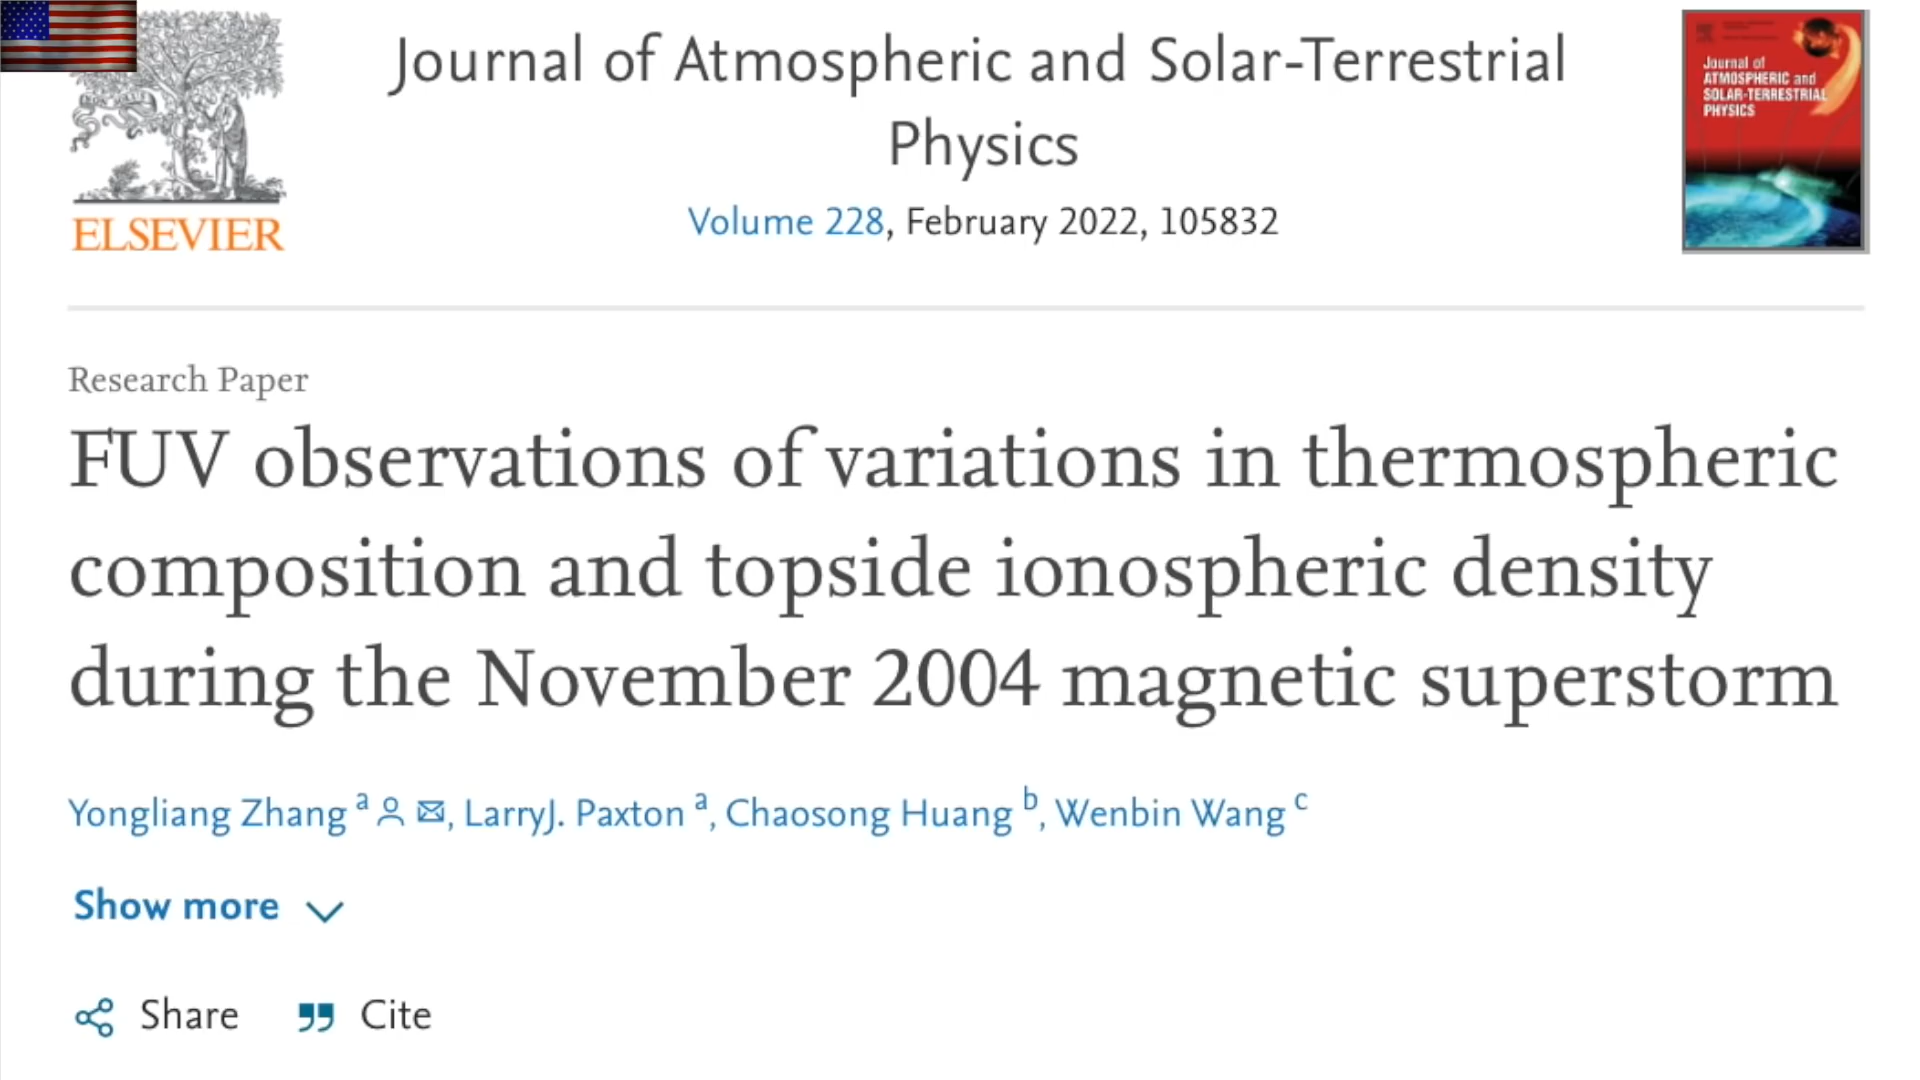 Journal of Atmospheric and Solar-Terrestrial
Physics
Volume 228, February 2022, 105832
ELSEVIER
Journal of
ATMOSPHERIC and
SOLAR-TERRESTRIAL
PHYSICS
Research Paper
FUV observations of variations in thermospheric
composition and topside ionospheric density
during the November 2004 magnetic superstorm
Yongliang Zhang a, LarryJ. Paxton a, Chaosong Huang b, Wenbin Wang c
Show more
Share Cite